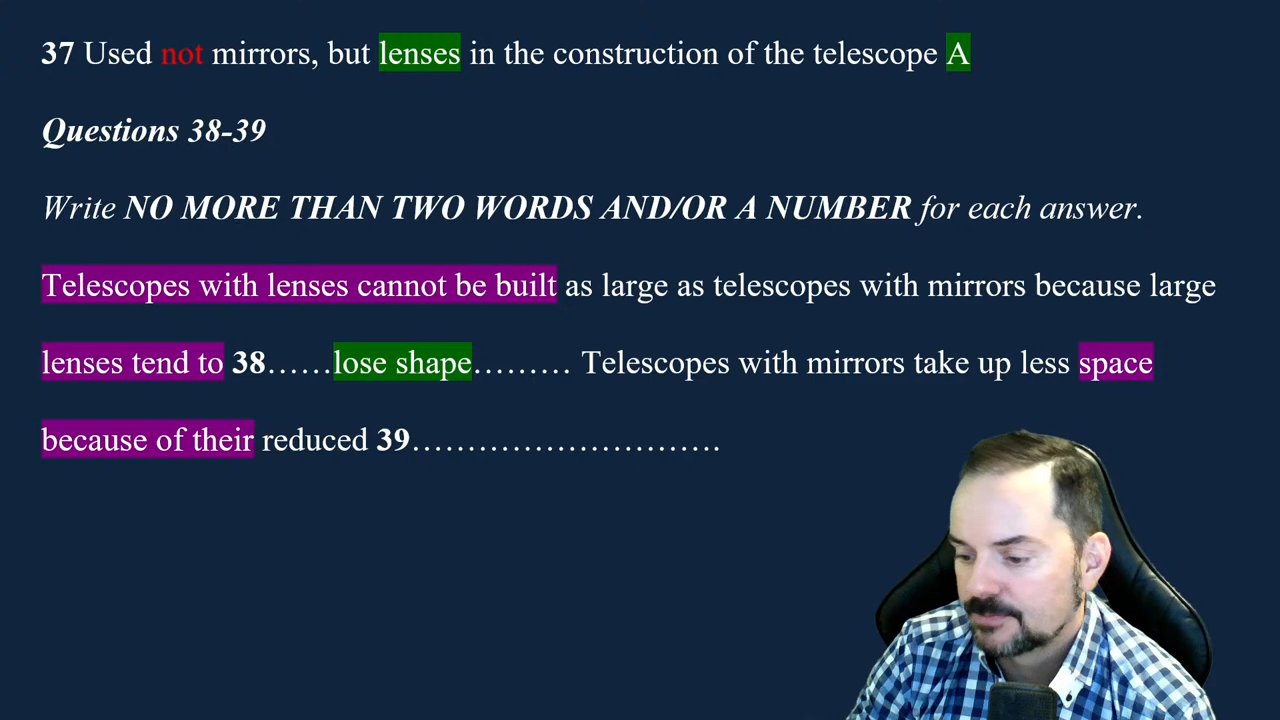 37 Used not mirrors, but lenses in the construction of the telescope A
Questions 38-39
Write NO MORE THAN TWO WORDS AND/OR A NUMBER for each answer.
Telescopes with lenses cannot be built as large as telescopes with mirrors because large
lenses tend to 38……lose shape……… Telescopes with mirrors take up less space
because of their reduced 39…………………………….